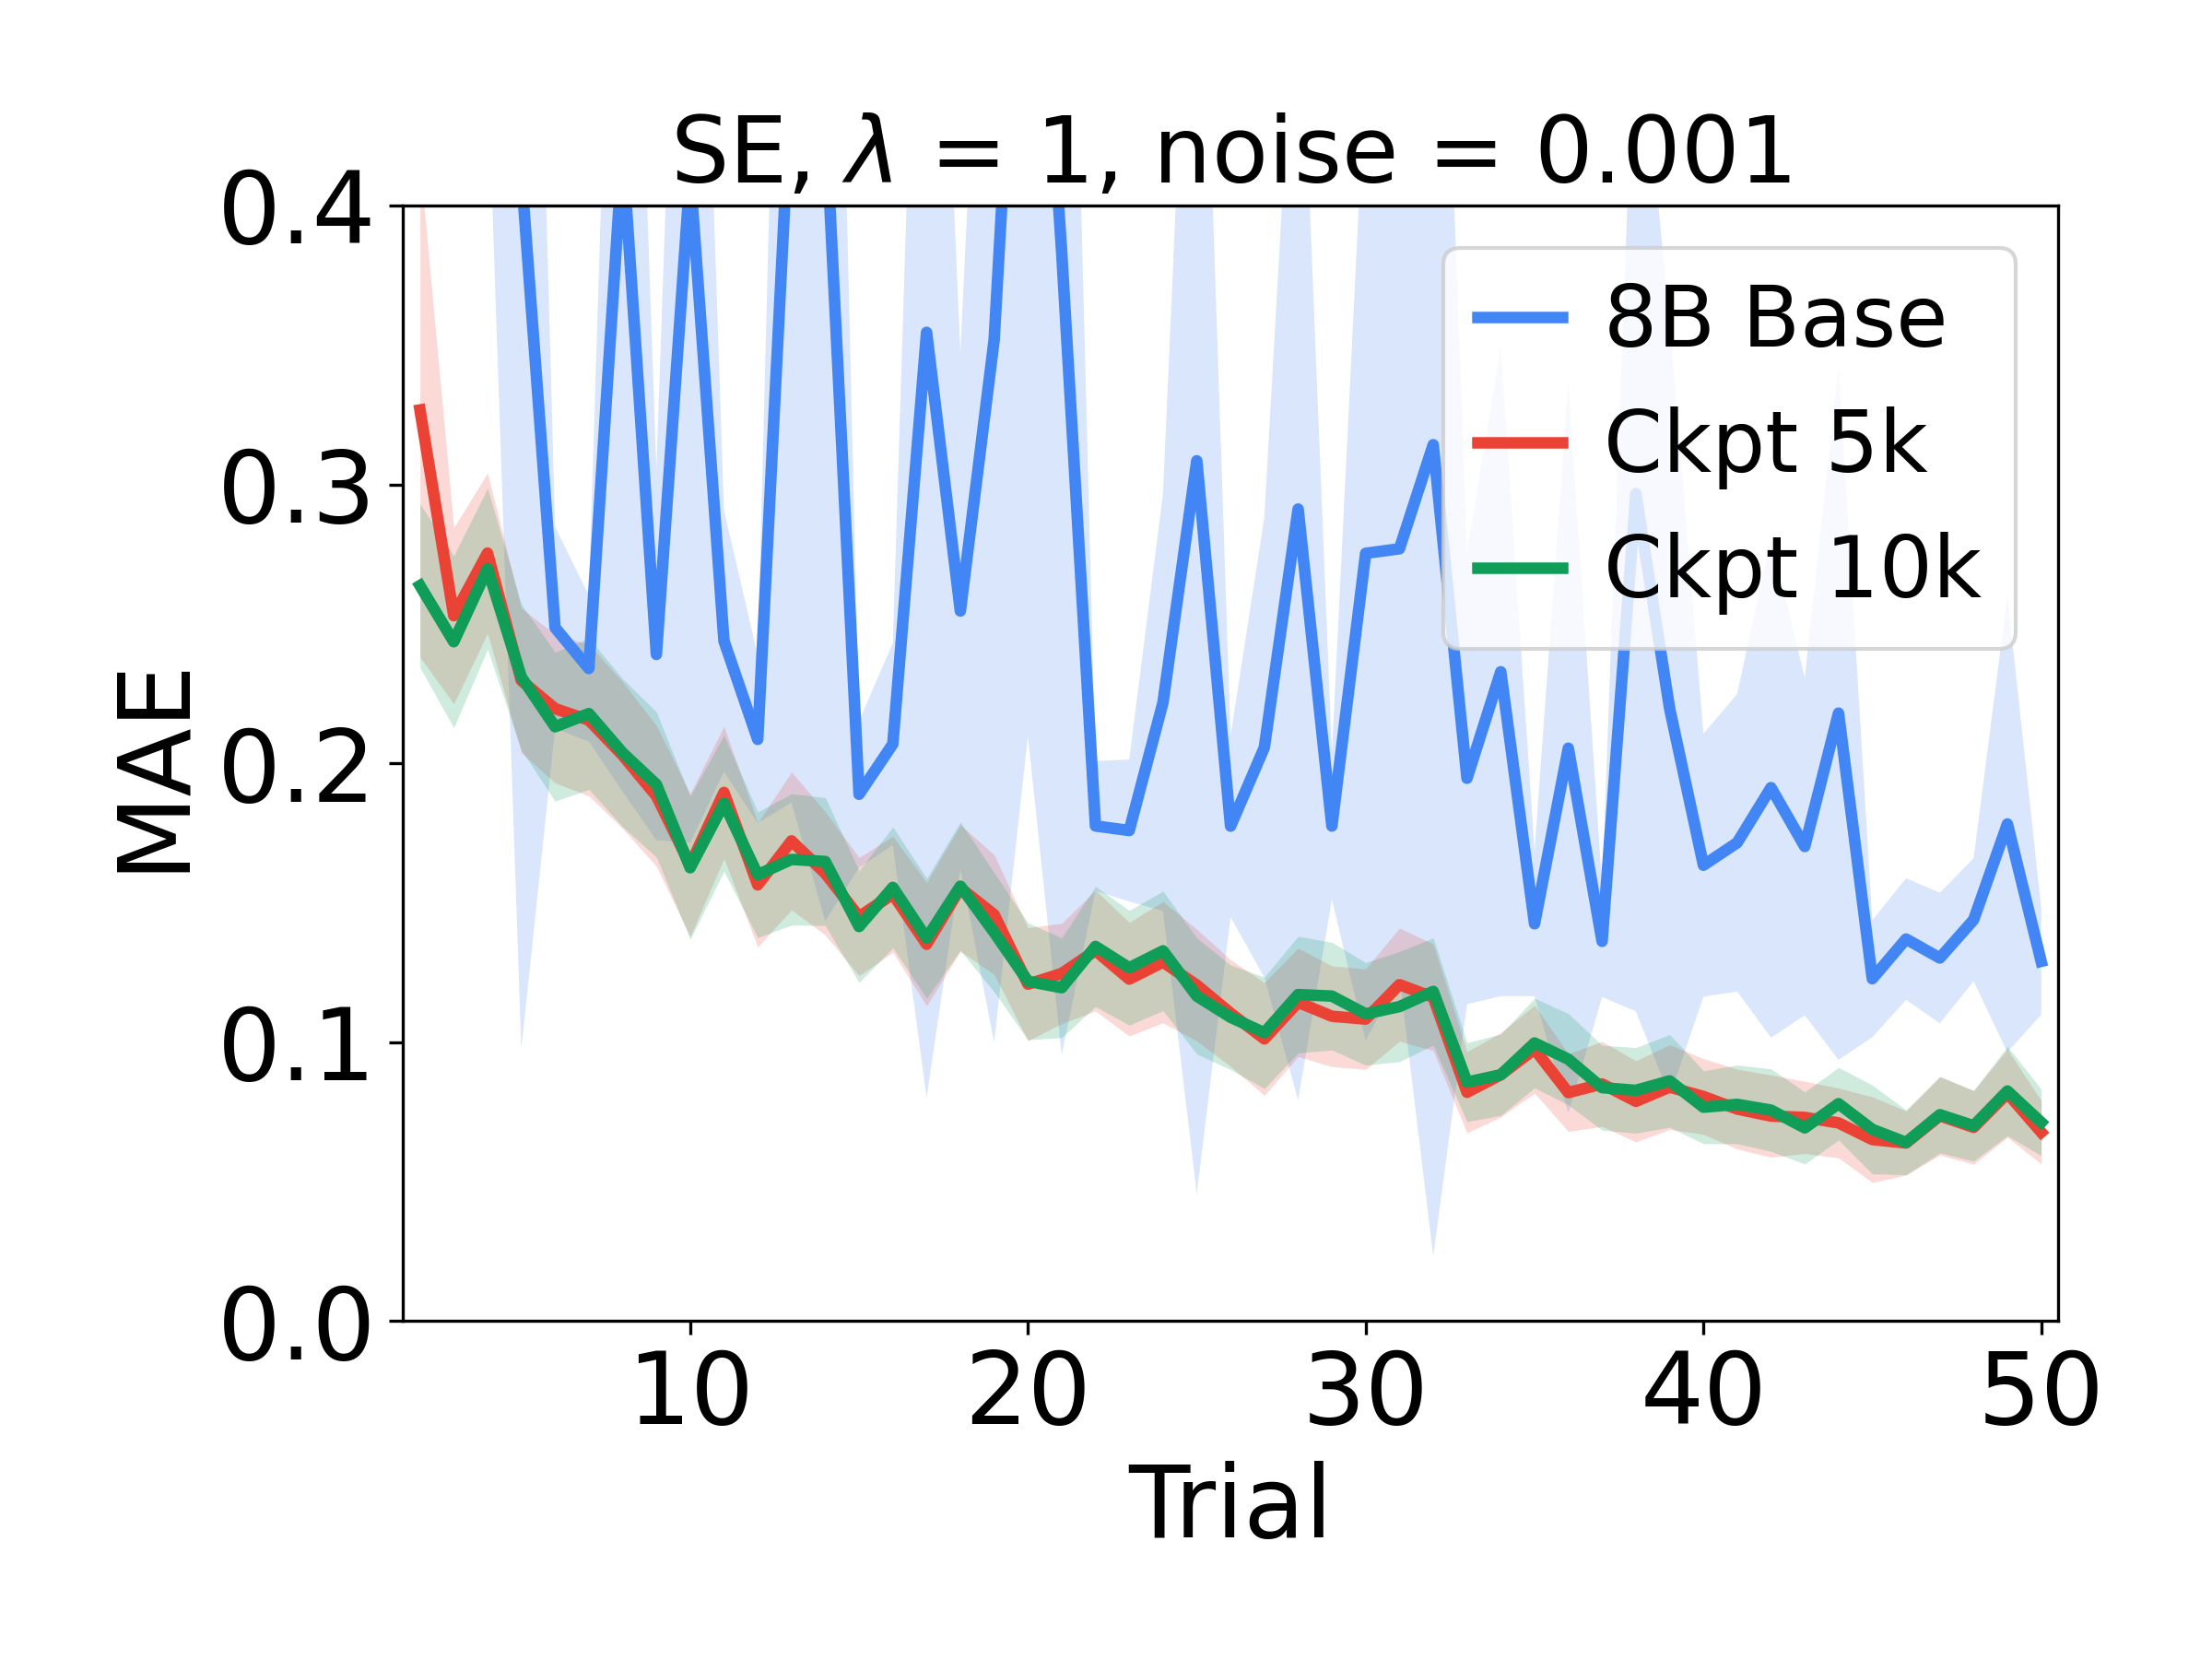 SE, λ = 1, noise = 0.001
0.4
0.3
0.2
0.1
0.0
MAE
8B Base
Ckpt 5k
Ckpt 10k
10 20 30 40 50
Trial